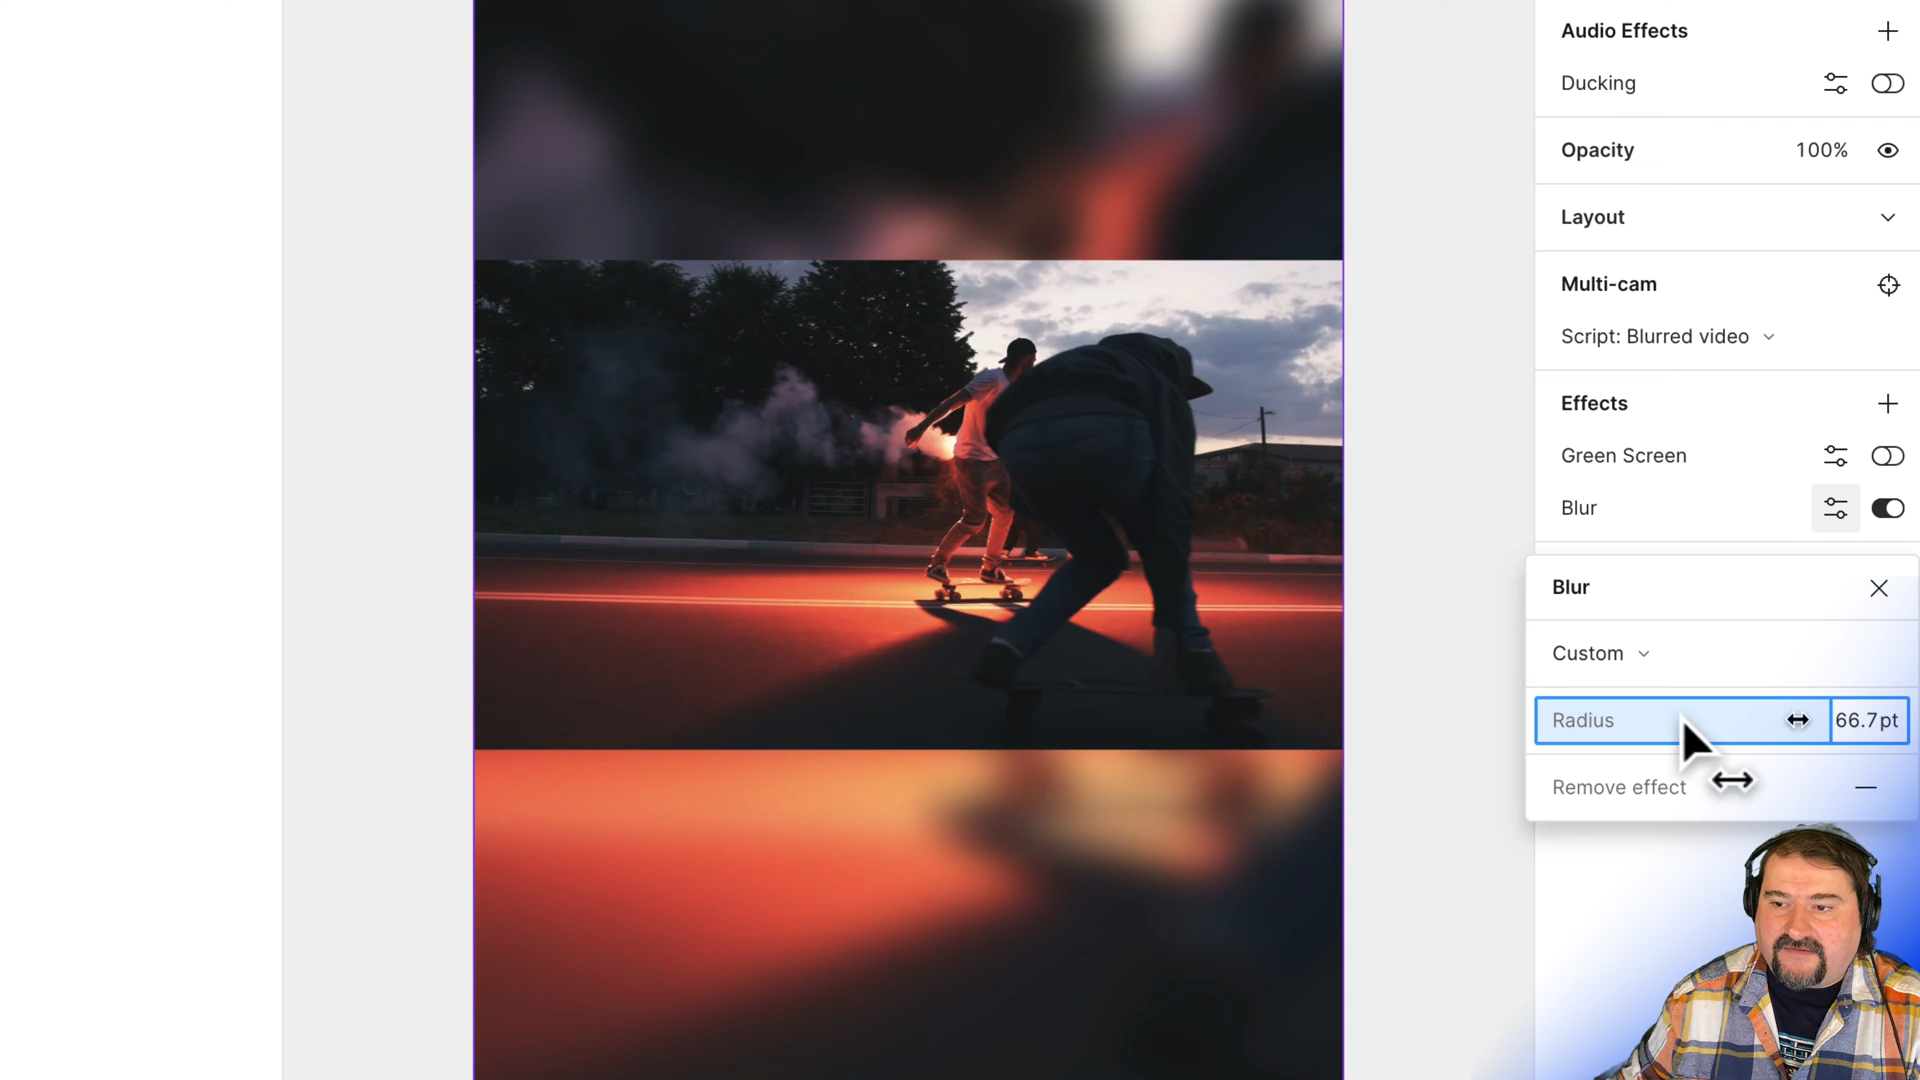 Audio Effects
Ducking
Opacity 100%
Layout
Multi-cam
Script: Blurred video
Effects
Green Screen
Blur
Blur
Custom
Radius 66.7pt
Remove effect